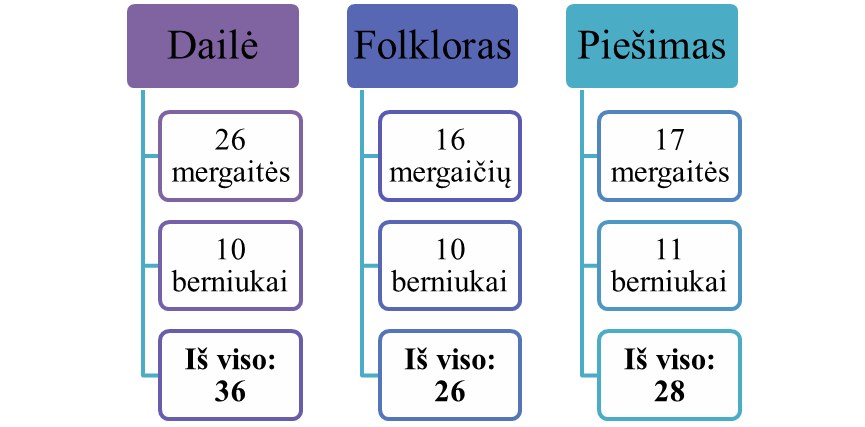 Dailė
26
mergaitės
10
berniukai
Iš viso:
36
Folkloras
16
mergaičių
10
berniukai
Iš viso:
26
Piešimas
17
mergaitės
11
berniukai
Iš viso:
28